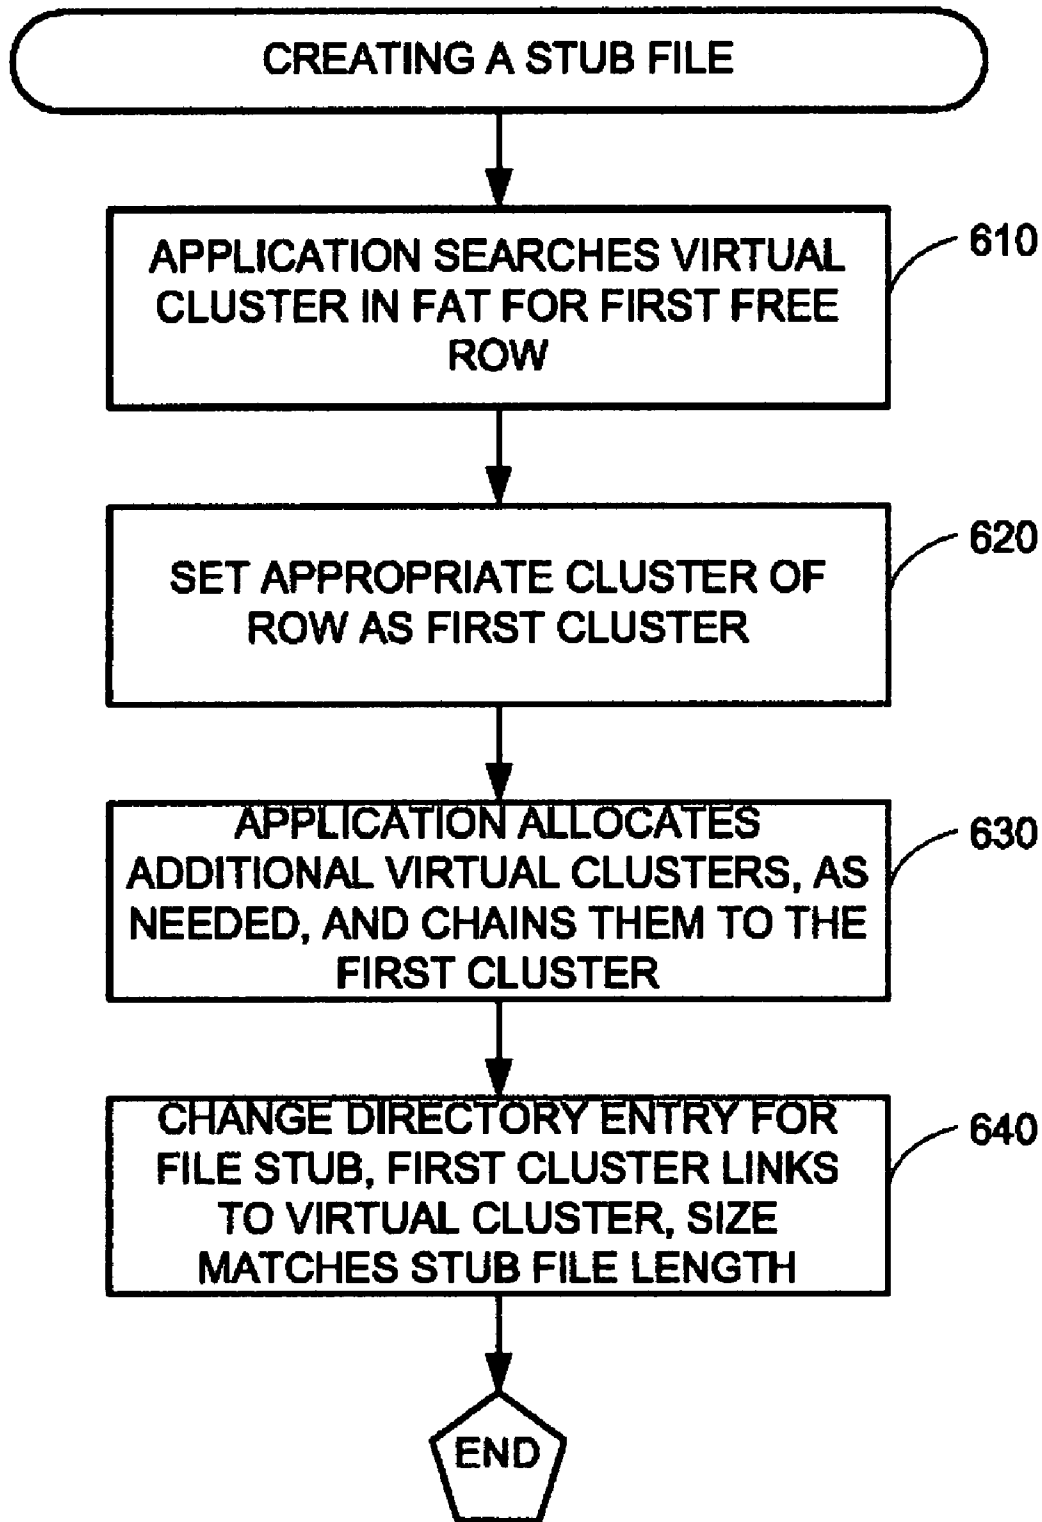 CREATING A STUB FILE
APPLICATION SEARCHES VIRTUAL
CLUSTER IN FAT FOR FIRST FREE
ROW
610
SET APPROPRIATE CLUSTER OF
ROW AS FIRST CLUSTER
620
APPLICATION ALLOCATES
ADDITIONAL VIRTUAL CLUSTERS, AS
NEEDED, AND CHAINS THEM TO THE
FIRST CLUSTER
630
CHANGE DIRECTORY ENTRY FOR
FILE STUB, FIRST CLUSTER LINKS
TO VIRTUAL CLUSTER, SIZE
MATCHES STUB FILE LENGTH
640
END